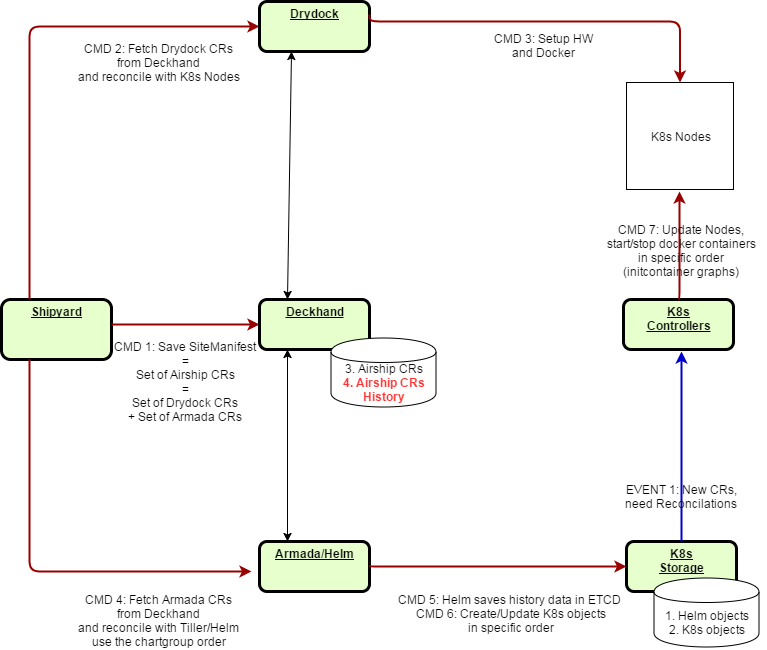 Drydock
CMD 2: Fetch Drydock CRs
from Deckhand
and reconcile with K8s Nodes
CMD 3: Setup HW
and Docker
K8s Nodes
CMD 7: Update Nodes,
start/stop docker containers
in specific order
(initcontainer graphs)
Shipyard
Deckhand
K8s
Controllers
CMD 1: Save SiteManifest
=
Set of Airship CRs
=
Set of Drydock CRs
+ Set of Armada CRs
3. Airship CRs
4. Airship CRs
History
EVENT 1: New CRs,
need Reconcilations
Armada/Helm
K8s
Storage
CMD 4: Fetch Armada CRs
from Deckhand
and reconcile with Tiller/Helm
use the chartgroup order
CMD 5: Helm saves history data in ETCD
CMD 6: Create/Update K8s objects
in specific order
1. Helm objects
2. K8s objects